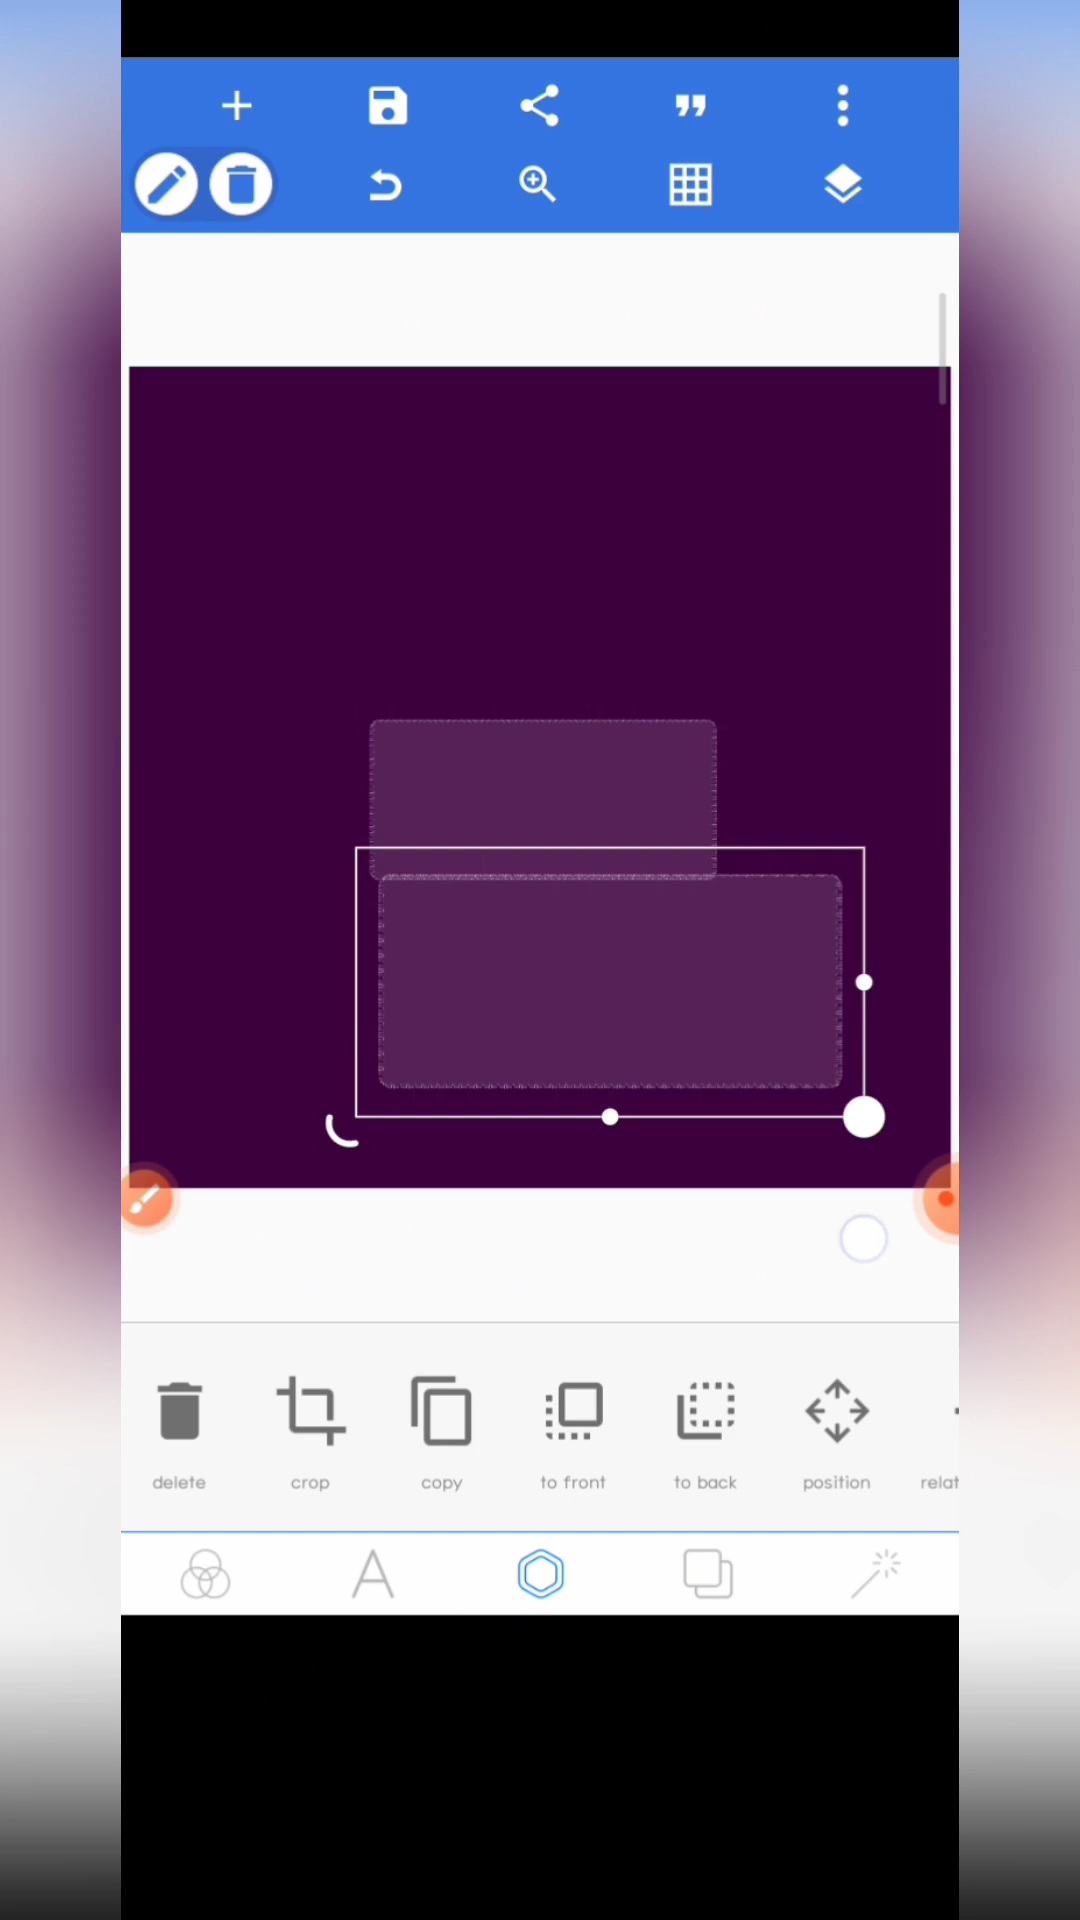 delete
crop
copy
to front
to back
position
relat